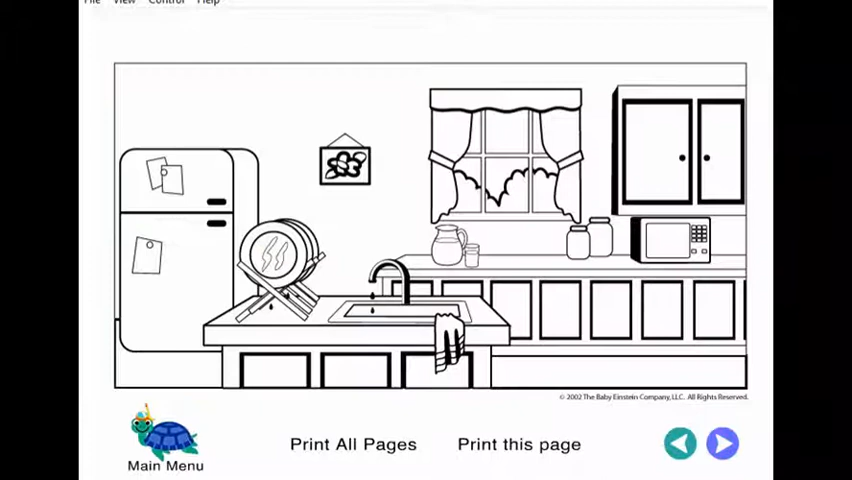 File View Control Help
© 2002 The Baby Einstein Company, LLC. All Rights Reserved.
Print All Pages
Print this page
Main Menu